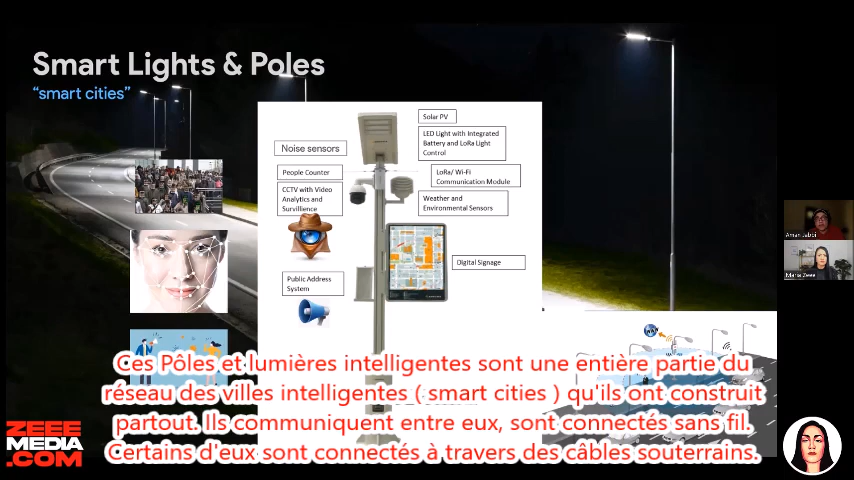 Smart Lights & Poles
“smart cities”
Solar PV
LED Light with Integrated
Battery and LoRa Light
Control
Noise sensors
People Counter
LoRa/ Wi-Fi
Communication Module
CCTV with Video
Analytics and
Survillience
Weather and
Environmental Sensors
Digital Signage
Public Address
System
Aman Jabbi
Maria Zeee
Ces Pôles et lumières intelligentes sont une entière partie du
réseau des villes intelligentes ( smart cities ) qu'ils ont construit
partout. Ils communiquent entre eux, sont connectés sans fil.
Certains d'eux sont connectés à travers des câbles souterrains.
ZEEE
MEDIA
.COM